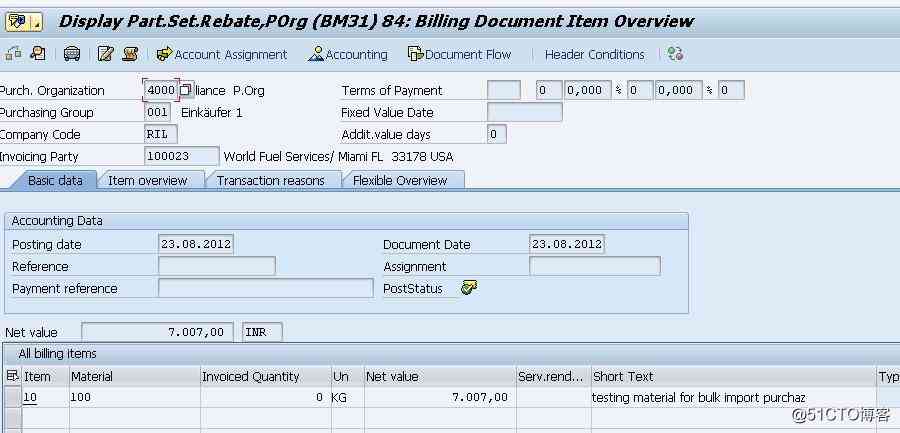 Display Part.Set.Rebate,POrg (BM31) 84: Billing Document Item Overview
Account Assignment Accounting Document Flow Header Conditions
Purch. Organization 4000 liance P.Org Terms of Payment 0 0,000 % 0 0,000 % 0
Purchasing Group 001 Einkäufer 1 Fixed Value Date
Company Code RIL Addit.value days 0
Invoicing Party 100023 World Fuel Services/ Miami FL 33178 USA
Basic data Item overview Transaction reasons Flexible Overview
Accounting Data
Posting date 23.08.2012 Document Date 23.08.2012
Reference Assignment
Payment reference PostStatus
Net value 7.007,00 INR
All billing items
Item Material Invoiced Quantity Un Net value Serv.rend... Short Text Typ
10 100 0 KG 7.007,00 testing material for bulk import purchaz
@51CTO博客